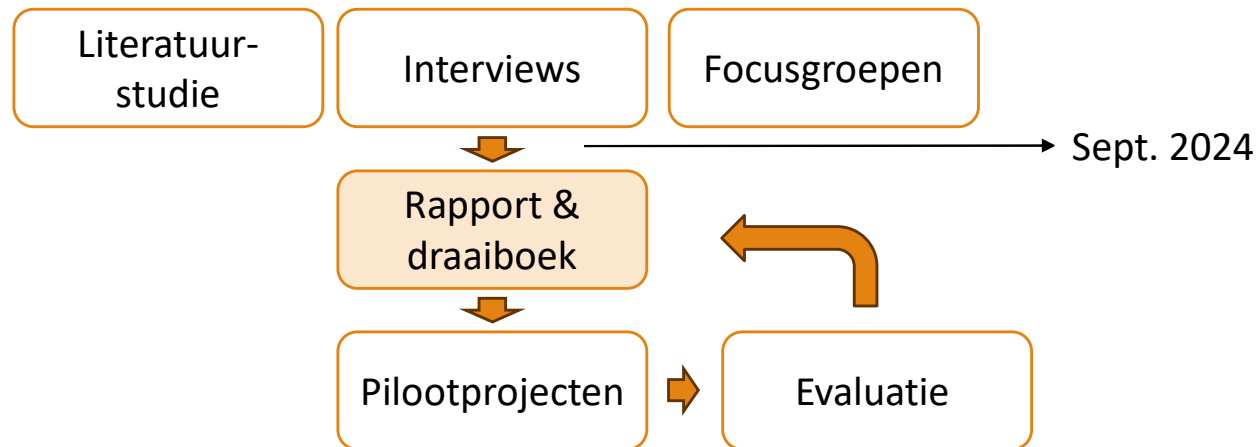 Literatuur-
studie
Interviews
Focusgroepen
Sept. 2024
Rapport &
draaiboek
Pilootprojecten
Evaluatie